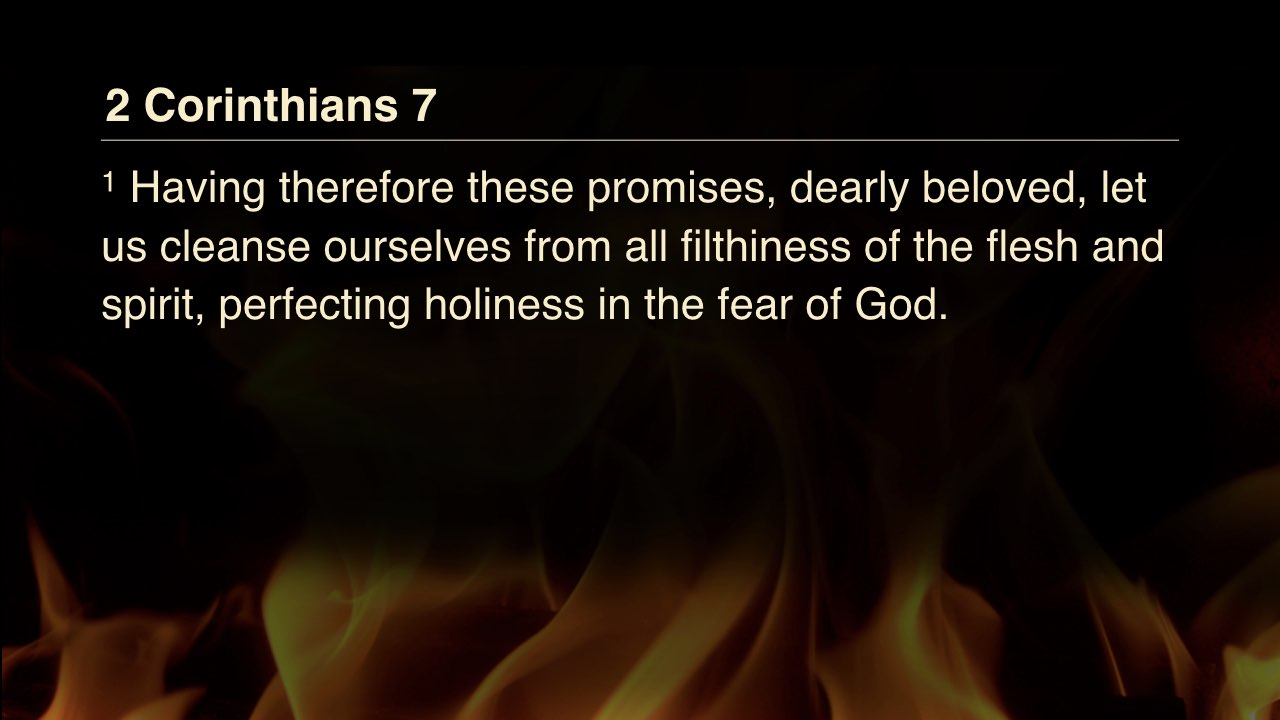 2 Corinthians 7
¹ Having therefore these promises, dearly beloved, let
us cleanse ourselves from all filthiness of the flesh and
spirit, perfecting holiness in the fear of God.